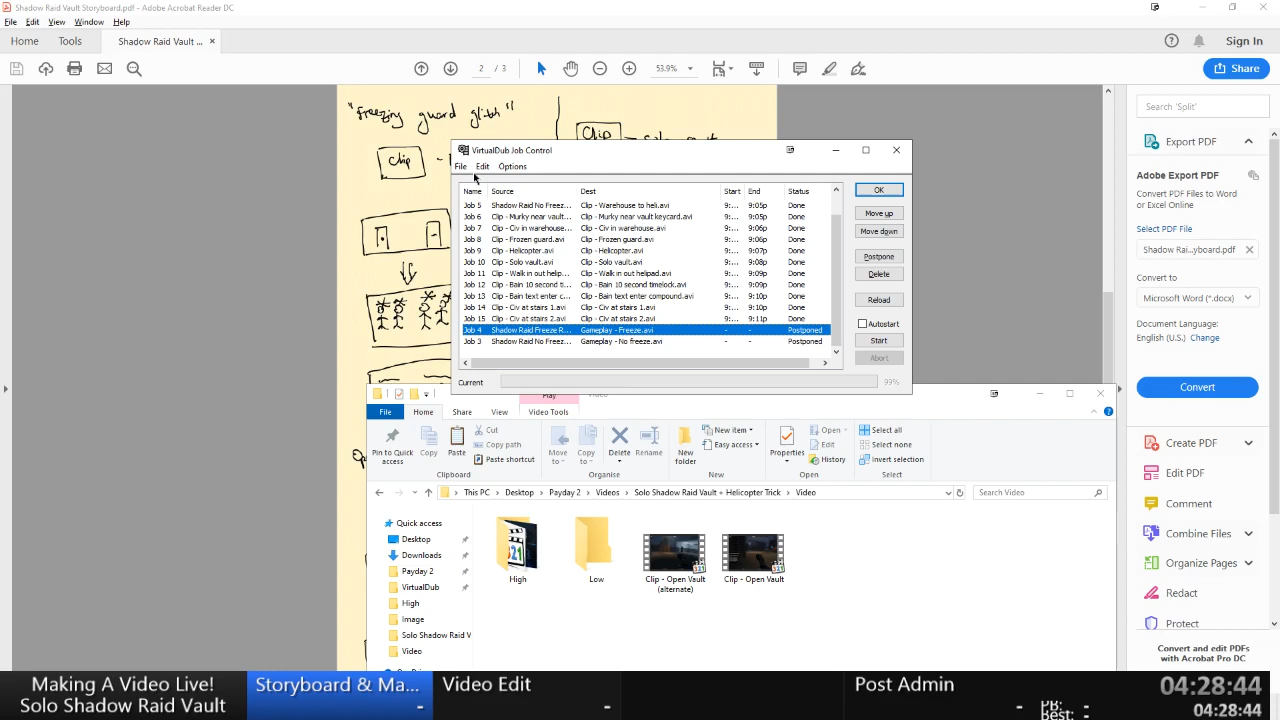 Shadow Raid Vault Storyboard.pdf - Adobe Acrobat Reader DC
File Edit View Window Help
Home Tools Shadow Raid Vault ... × Sign In
2 / 3 53.9% Share
"freezing guard glitch"
Clip -
Clip -
Search 'Split'
Export PDF
Adobe Export PDF
Convert PDF Files to Word
or Excel Online
Select PDF File
Shadow Rai...yboard.pdf
Convert to
Microsoft Word (*.docx)
Document Language:
English (U.S.) Change
Convert
Create PDF
Edit PDF
Comment
Combine Files
Organize Pages
Redact
Protect
Convert and edit PDFs
with Acrobat Pro DC
VirtualDub Job Control
File Edit Options
Name Source Dest Start End Status
Job 5 Shadow Raid No Freez... Clip - Warehouse to heli.avi 9:... 9:05p Done
Job 6 Clip - Murky near vault... Clip - Murky near vault keycard.avi 9:... 9:05p Done
Job 7 Clip - Civ in warehouse... Clip - Civ in warehouse.avi 9:... 9:06p Done
Job 8 Clip - Frozen guard.avi Clip - Frozen guard.avi 9:... 9:06p Done
Job 9 Clip - Helicopter.avi Clip - Helicopter.avi 9:... 9:07p Done
Job 10 Clip - Solo vault.avi Clip - Solo vault.avi 9:... 9:08p Done
Job 11 Clip - Walk in out helip... Clip - Walk in out helipad.avi 9:... 9:09p Done
Job 12 Clip - Bain 10 second ti... Clip - Bain 10 second timelock.avi 9:... 9:09p Done
Job 13 Clip - Bain text enter c... Clip - Bain text enter compound.avi 9:... 9:10p Done
Job 14 Clip - Civ at stairs 1.avi Clip - Civ at stairs 1.avi 9:... 9:10p Done
Job 15 Clip - Civ at stairs 2.avi Clip - Civ at stairs 2.avi 9:... 9:11p Done
Job 4 Shadow Raid Freeze R... Gameplay - Freeze.avi - - Postponed
Job 3 Shadow Raid No Freez... Gameplay - No freeze.avi - - Postponed
OK
Move up
Move down
Postpone
Delete
Reload
Autostart
Start
Abort
Current 99%
Play Video
File Home Share View Video Tools
Pin to Quick access
Copy
Paste
Cut
Copy path
Paste shortcut
Clipboard
Move to
Copy to
Delete
Rename
Organise
New folder
New item
Easy access
New
Properties
Open
Edit
History
Open
Select all
Select none
Invert selection
Select
This PC > Desktop > Payday 2 > Videos > Solo Shadow Raid Vault + Helicopter Trick > Video
Search Video
Quick access
Desktop
Downloads
Payday 2
VirtualDub
High
Image
Solo Shadow Raid V
Video
High
Low
Clip - Open Vault
(alternate)
Clip - Open Vault
Making A Video Live!
Solo Shadow Raid Vault
Storyboard & Ma...
-
Video Edit
-
Post Admin
-
PB: -
Best: -
04:28:44
04:28:44